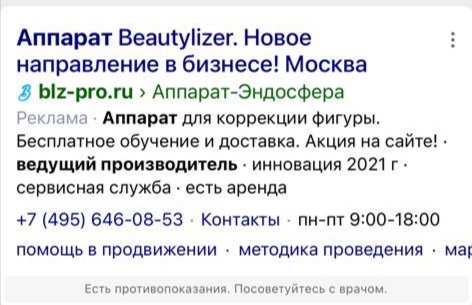 Аппарат Beautylizer. Новое
направление в бизнесе! Москва
blz-pro.ru › Аппарат-Эндосфера
Реклама · Аппарат для коррекции фигуры.
Бесплатное обучение и доставка. Акция на сайте! ·
ведущий производитель · инновация 2021 г ·
сервисная служба · есть аренда
+7 (495) 646-08-53 · Контакты · пн-пт 9:00-18:00
помощь в продвижении · методика проведения · мар
Есть противопоказания. Посоветуйтесь с врачом.